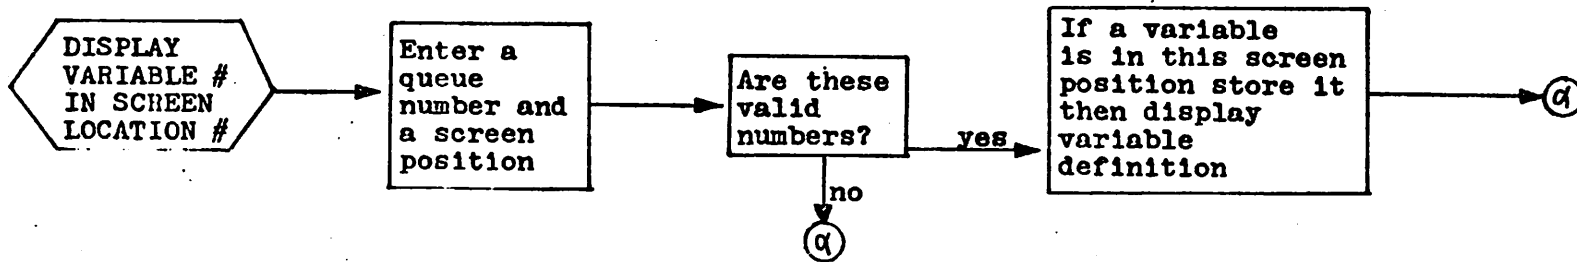 DISPLAY
VARIABLE #
IN SCREEN
LOCATION #
Enter a
queue
number and
a screen
position
Are these
valid
numbers?
yes
no
α
If a variable
is in this screen
position store it
then display
variable
definition
α